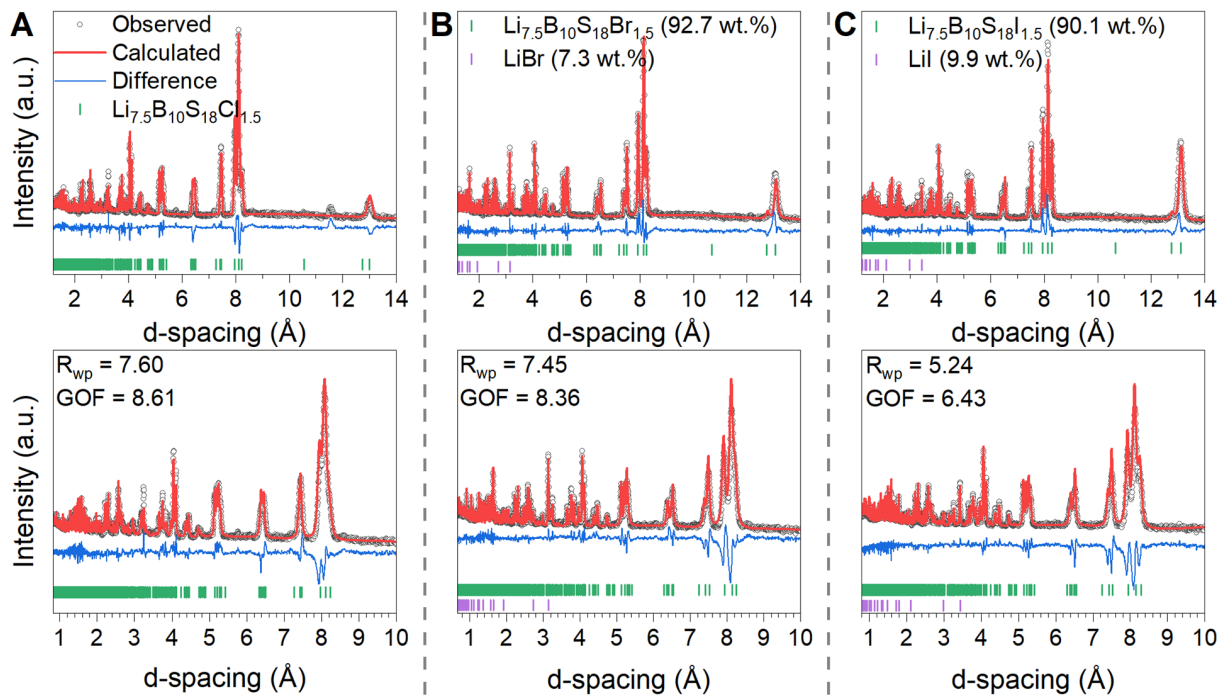 A
Observed
Calculated
Difference
Li7.5B10S18Cl1.5
Intensity (a.u.)
2 4 6 8 10 12 14
d-spacing (Å)
B
Li7.5B10S18Br1.5 (92.7 wt.%)
LiBr (7.3 wt.%)
2 4 6 8 10 12 14
d-spacing (Å)
C
Li7.5B10S18I1.5 (90.1 wt.%)
LiI (9.9 wt.%)
2 4 6 8 10 12 14
d-spacing (Å)
Rwp = 7.60
GOF = 8.61
Intensity (a.u.)
1 2 3 4 5 6 7 8 9 10
d-spacing (Å)
Rwp = 7.45
GOF = 8.36
1 2 3 4 5 6 7 8 9 10
d-spacing (Å)
Rwp = 5.24
GOF = 6.43
1 2 3 4 5 6 7 8 9 10
d-spacing (Å)